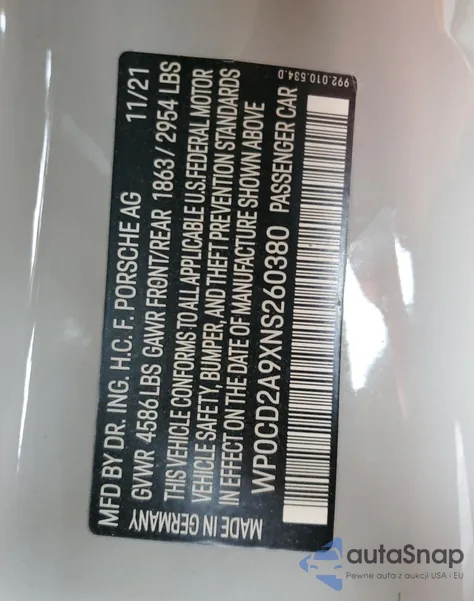 MFD BY DR. ING. H.C. F. PORSCHE AG 11/21
GVWR 4586 LBS GAWR FRONT/REAR 1863/2954 LBS
THIS VEHICLE CONFORMS TO ALL APPLICABLE U.S. FEDERAL MOTOR
VEHICLE SAFETY, BUMPER, AND THEFT PREVENTION STANDARDS
IN EFFECT ON THE DATE OF MANUFACTURE SHOWN ABOVE
WP0CD2A9XNS260380 PASSENGER CAR
MADE IN GERMANY
992.010.534.D
autoSnap
Pewne auta z aukcji USA i EU